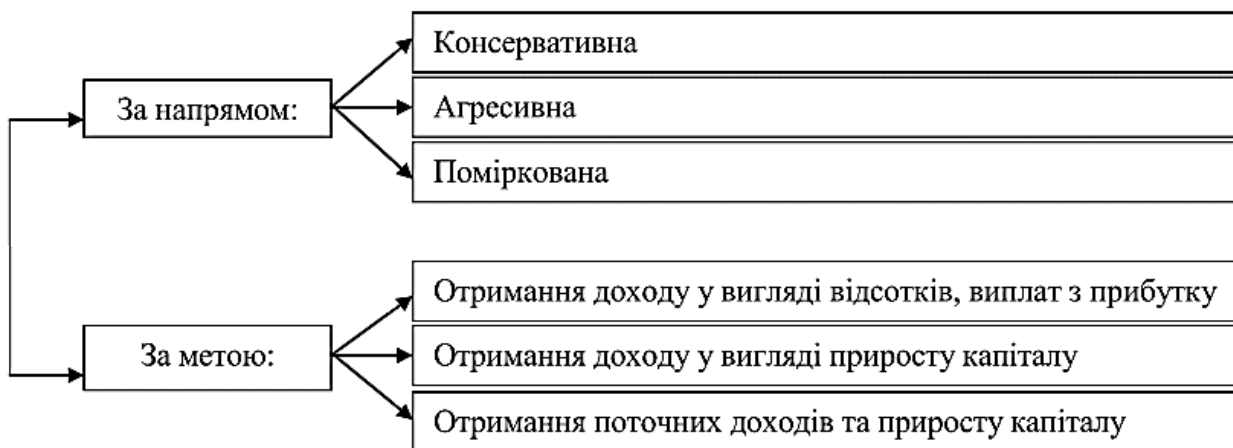 За напрямом:
Консервативна
Агресивна
Поміркована
За метою:
Отримання доходу у вигляді відсотків, виплат з прибутку
Отримання доходу у вигляді приросту капіталу
Отримання поточних доходів та приросту капіталу